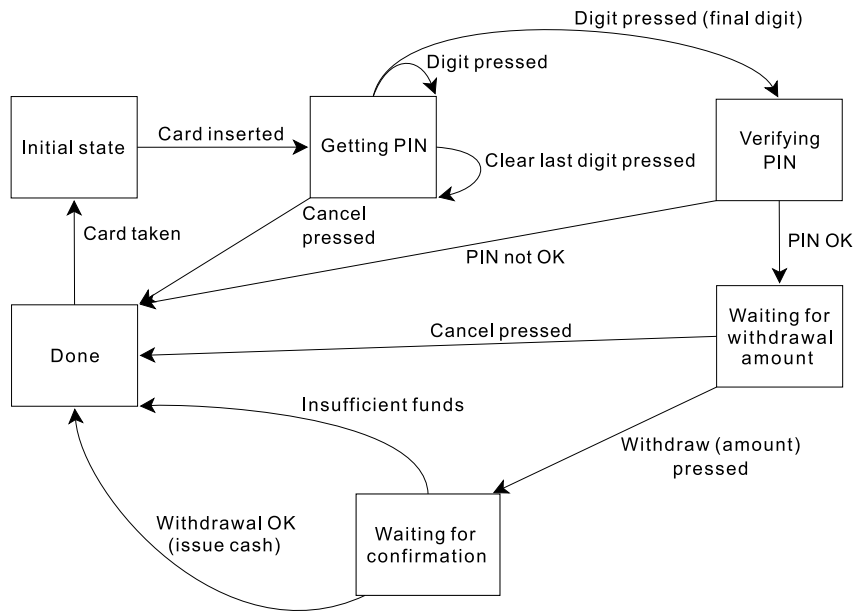 Digit pressed (final digit)
Digit pressed
Card inserted
Initial state
Getting PIN
Clear last digit pressed
Verifying
PIN
Cancel
pressed
Card taken
PIN not OK
PIN OK
Waiting for
withdrawal
amount
Cancel pressed
Done
Insufficient funds
Withdraw (amount)
pressed
Withdrawal OK
(issue cash)
Waiting for
confirmation